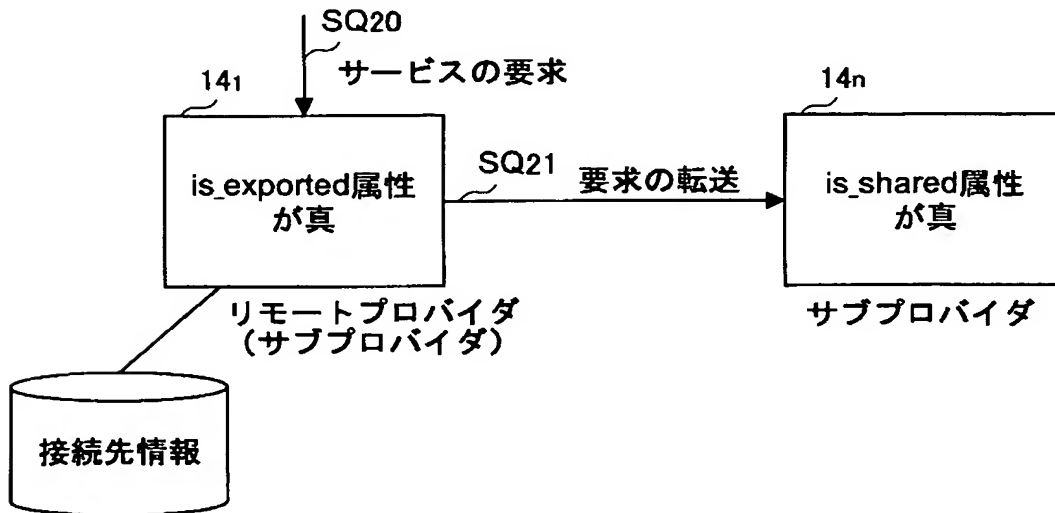 SQ20
サービスの要求
141
is_exported属性
が真
SQ21
要求の転送
14n
is_shared属性
が真
リモートプロバイダ
(サブプロバイダ)
サブプロバイダ
接続先情報